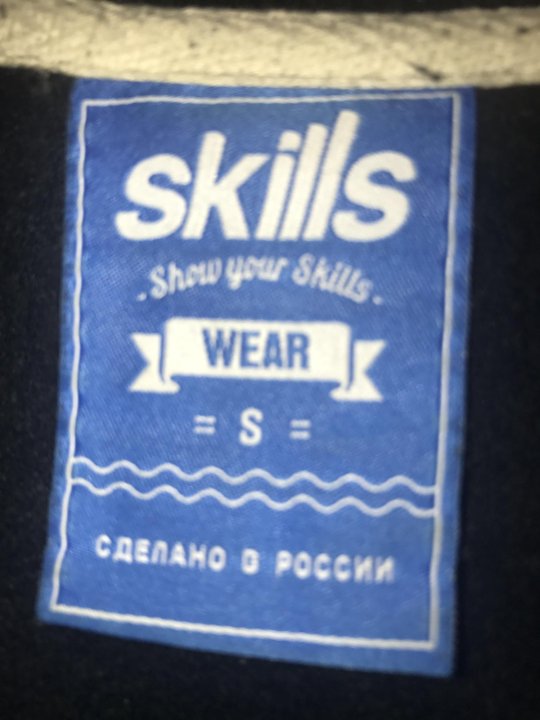 skills
- Show your Skills -
WEAR
= S =
СДЕЛАНО В РОССИИ